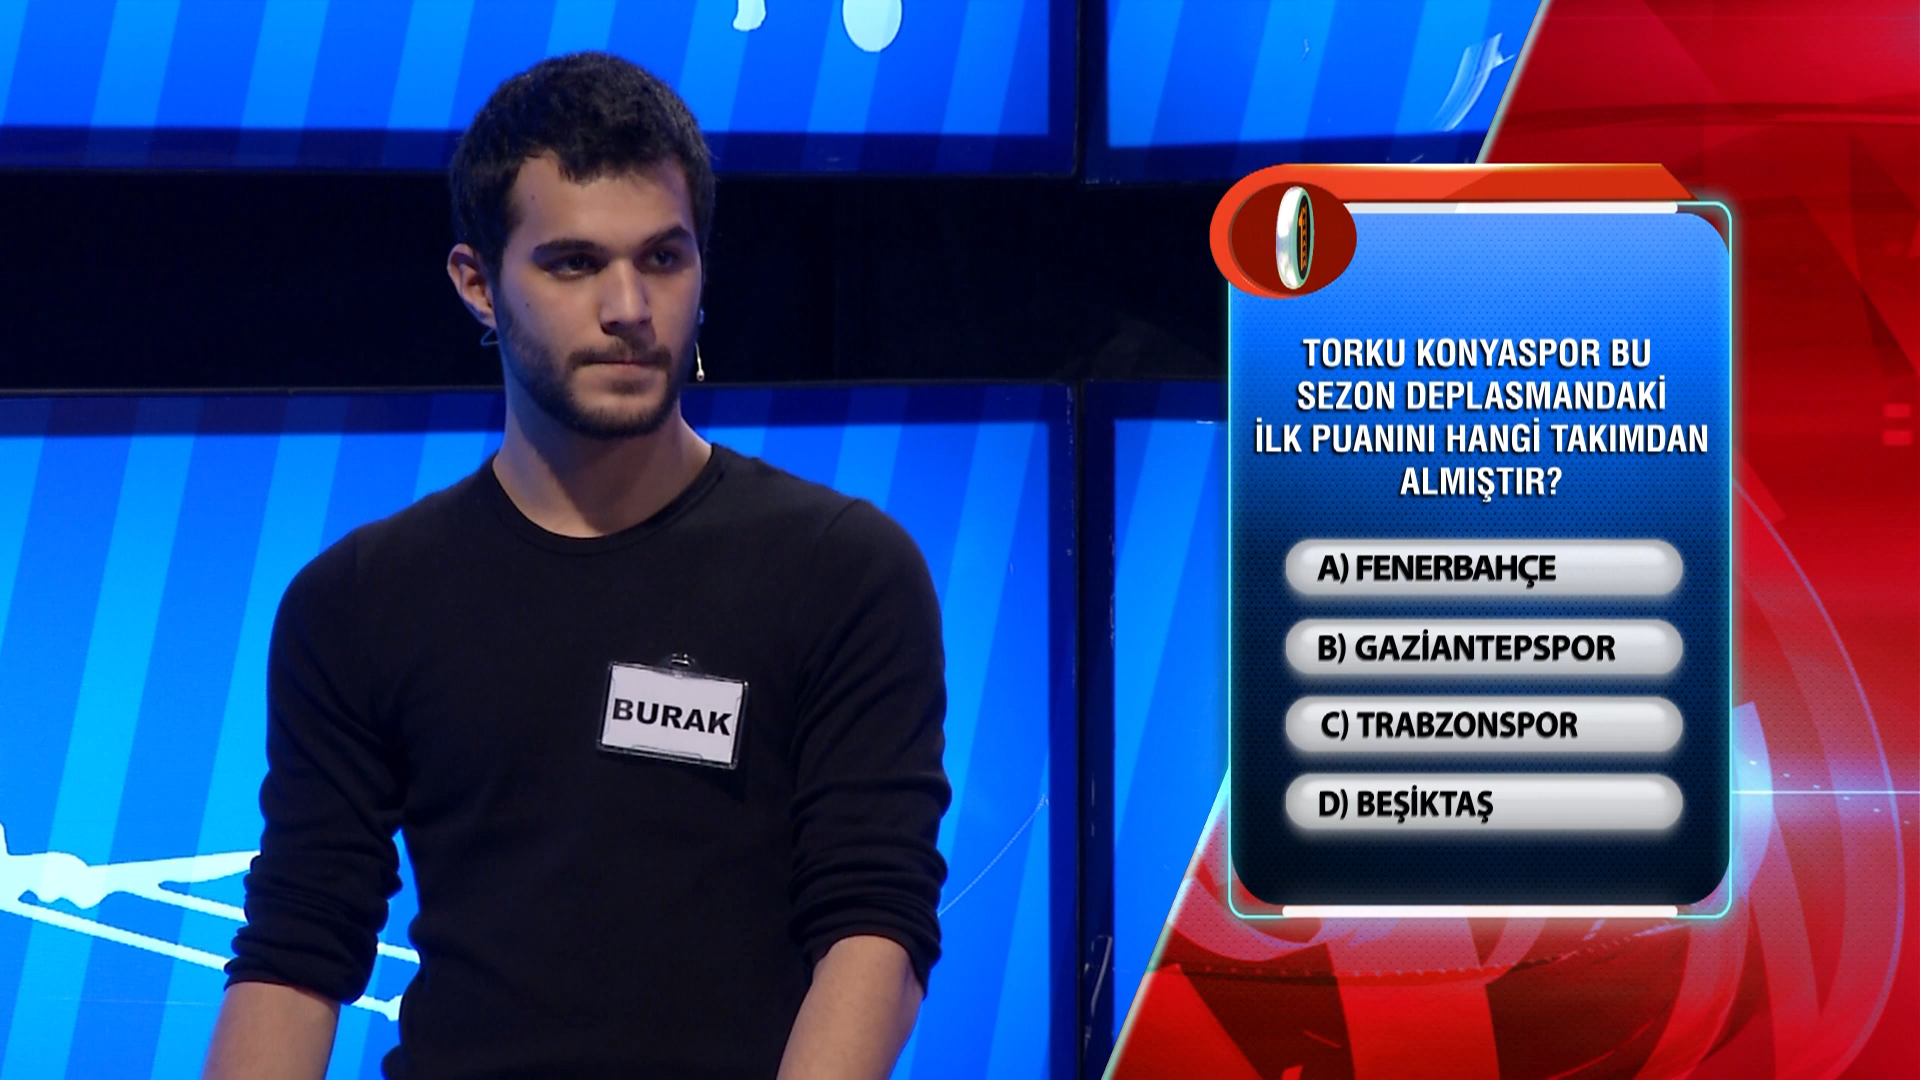 TORKU KONYASPOR BU
SEZON DEPLASMANDAKİ
İLK PUANINI HANGİ TAKIMDAN
ALMIŞTIR?
A) FENERBAHÇE
B) GAZİANTEPSPOR
C) TRABZONSPOR
D) BEŞİKTAŞ
BURAK